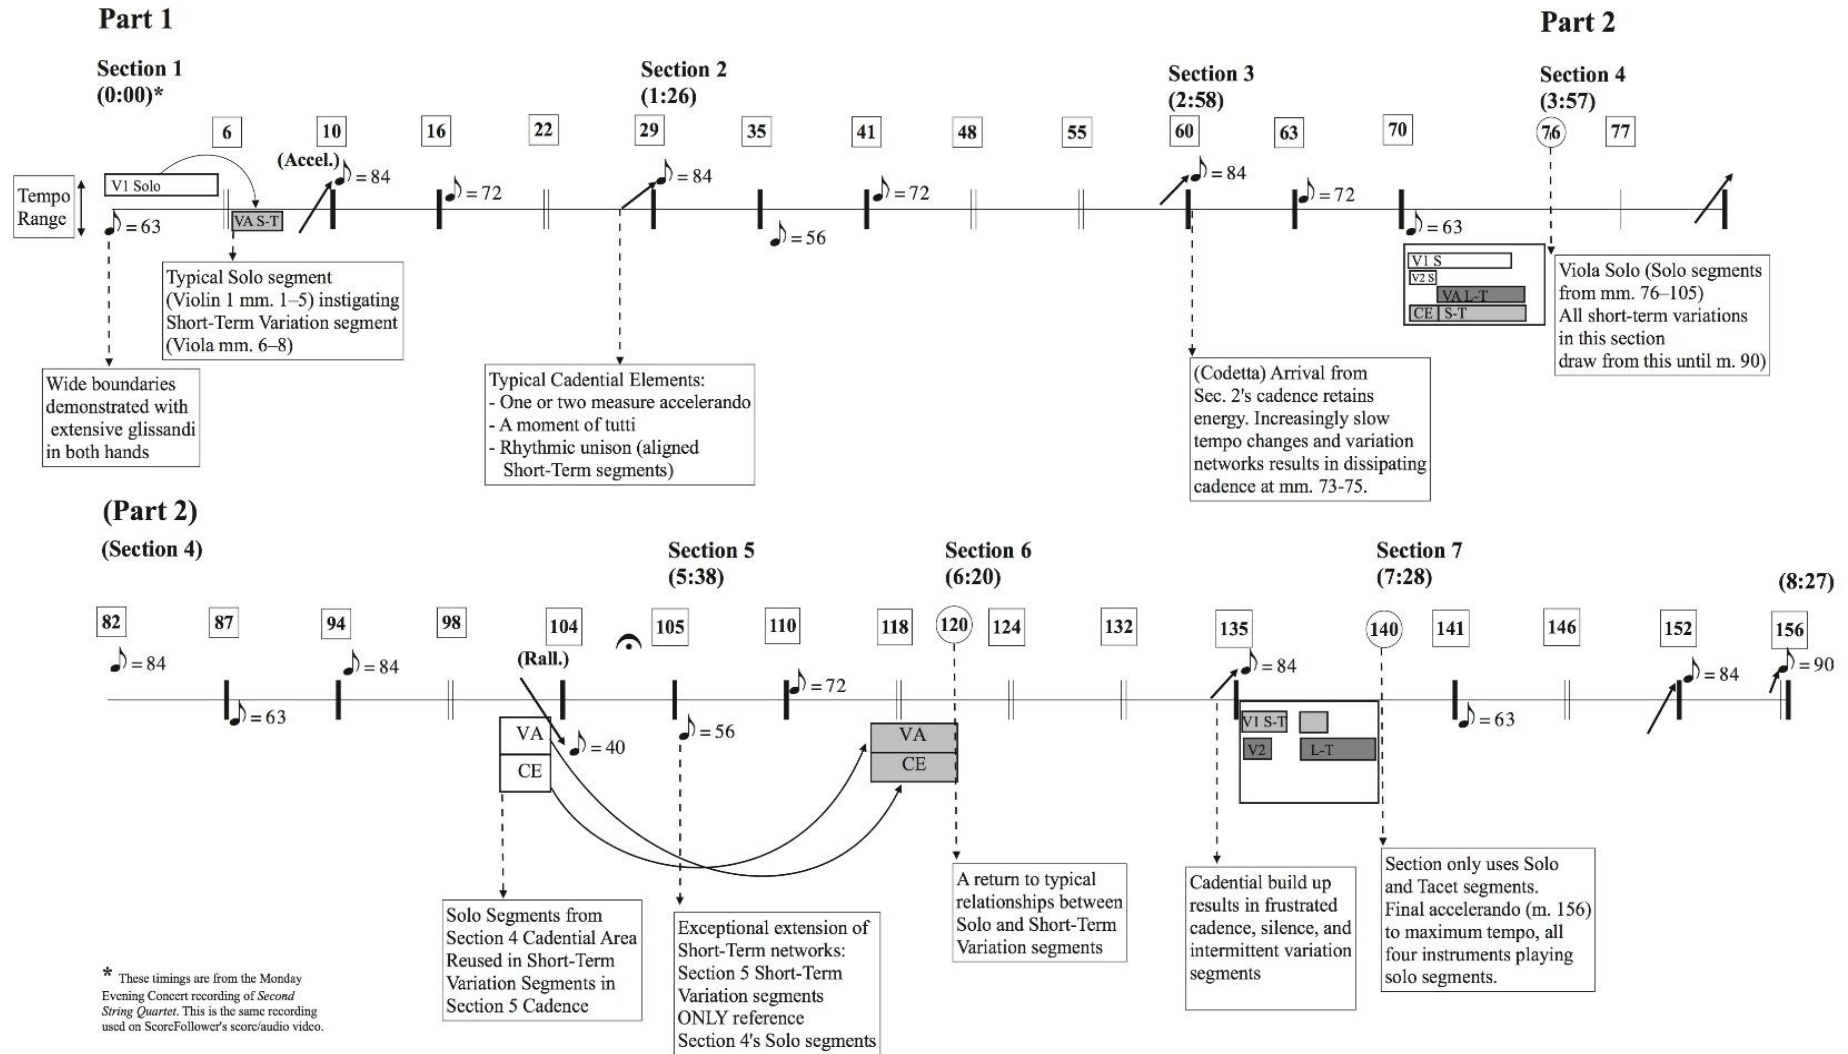 Part 1
Part 2
Section 1
(0:00)*
Section 2
(1:26)
Section 3
(2:58)
Section 4
(3:57)
6
10
16
22
29
35
41
48
55
60
63
70
76
77
(Accel.)
= 84
= 72
= 84
= 72
= 84
= 72
Tempo
Range
V1 Solo
VA S-T
= 63
= 56
= 63
V1 S
V2 S
VA L-T
CE S-T
Typical Solo segment
(Violin 1 mm. 1–5) instigating
Short-Term Variation segment
(Viola mm. 6–8)
Viola Solo (Solo segments
from mm. 76–105)
All short-term variations
in this section
draw from this until m. 90)
Wide boundaries
demonstrated with
extensive glissandi
in both hands
Typical Cadential Elements:
- One or two measure accelerando
- A moment of tutti
- Rhythmic unison (aligned
Short-Term segments)
(Codetta) Arrival from
Sec. 2's cadence retains
energy. Increasingly slow
tempo changes and variation
networks results in dissipating
cadence at mm. 73-75.
(Part 2)
(Section 4)
Section 5
(5:38)
Section 6
(6:20)
Section 7
(7:28)
(8:27)
82
87
94
98
104
105
110
118
120
124
132
135
140
141
146
152
156
= 84
= 63
= 84
(Rall.)
= 40
= 56
= 72
= 84
= 63
= 84
= 90
VA
CE
VA
CE
V1 S-T
V2
L-T
Solo Segments from
Section 4 Cadential Area
Reused in Short-Term
Variation Segments in
Section 5 Cadence
Exceptional extension of
Short-Term networks:
Section 5 Short-Term
Variation segments
ONLY reference
Section 4's Solo segments
A return to typical
relationships between
Solo and Short-Term
Variation segments
Cadential build up
results in frustrated
cadence, silence, and
intermittent variation
segments
Section only uses Solo
and Tacet segments.
Final accelerando (m. 156)
to maximum tempo, all
four instruments playing
solo segments.
* These timings are from the Monday
Evening Concert recording of Second
String Quartet. This is the same recording
used on ScoreFollower's score/audio video.